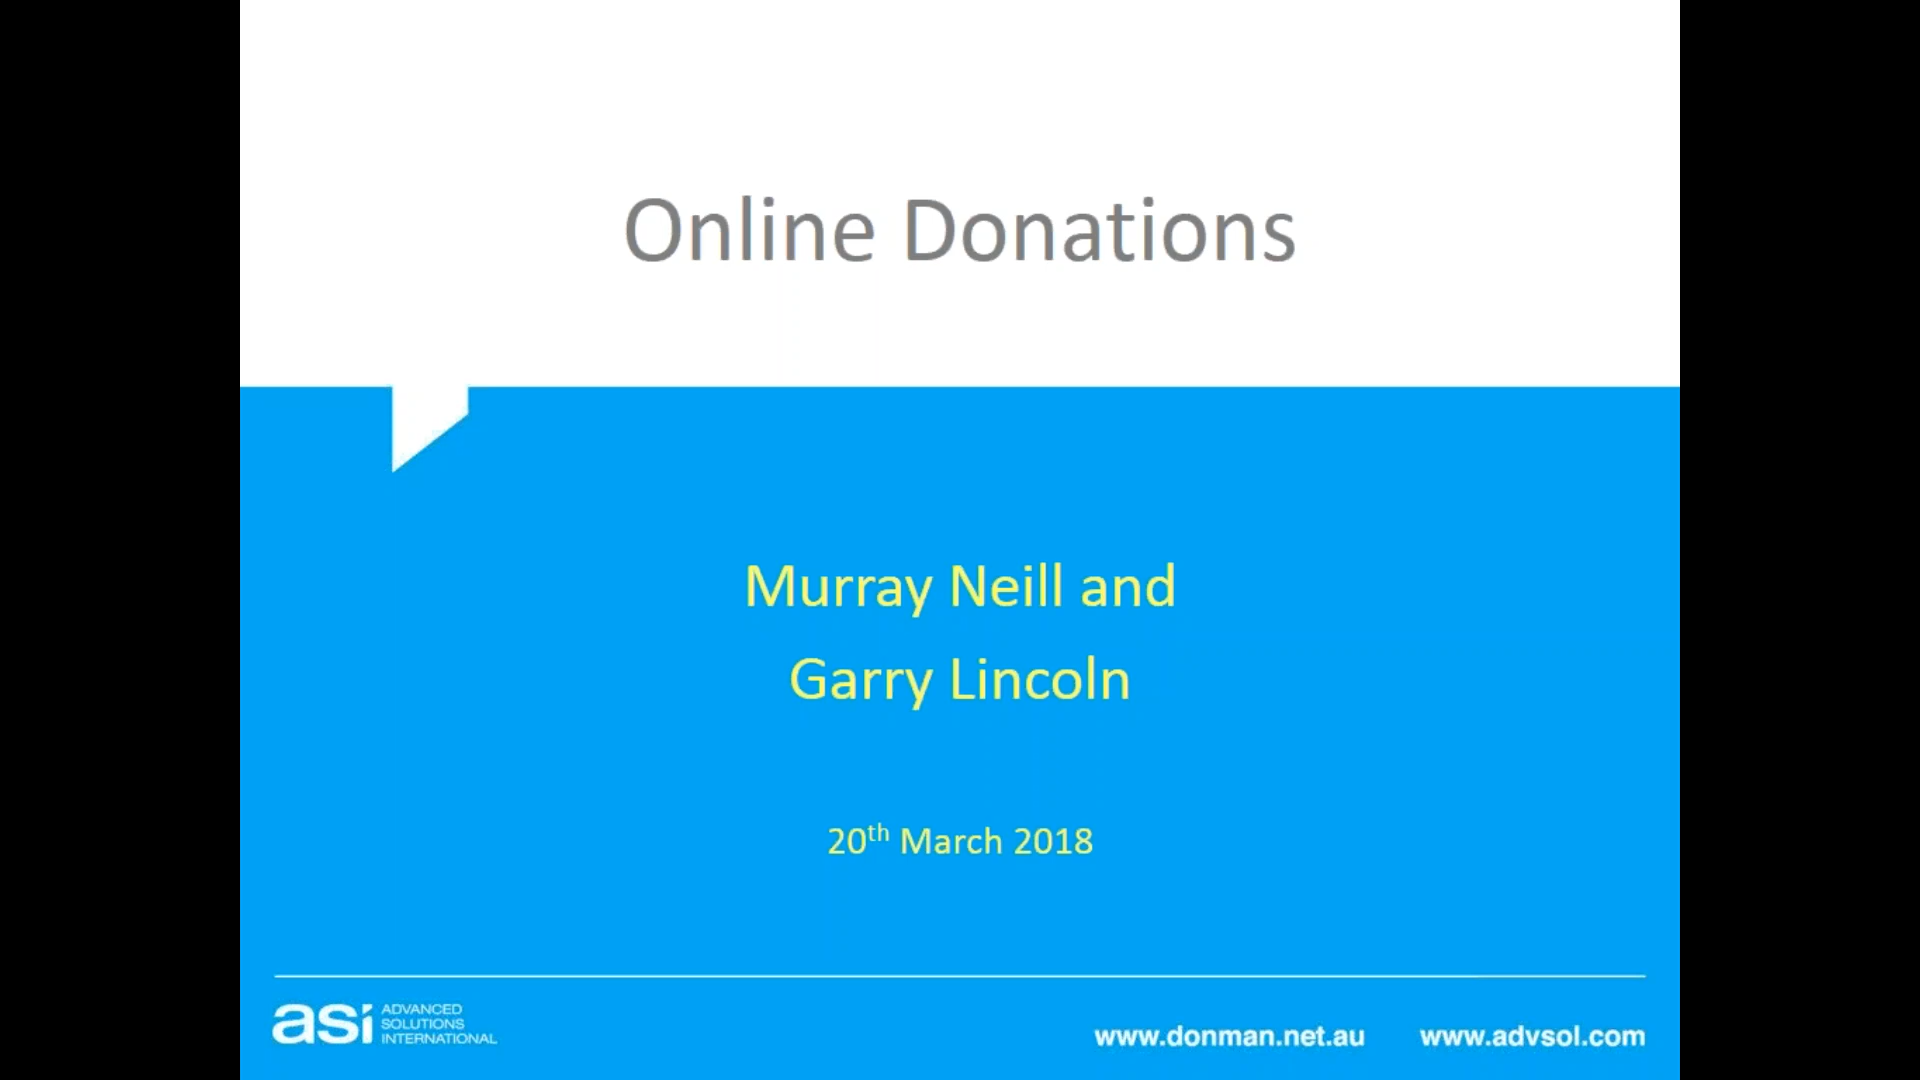 Online Donations
Murray Neill and
Garry Lincoln
20th March 2018
asi ADVANCED
SOLUTIONS
INTERNATIONAL
www.donman.net.au www.advsol.com